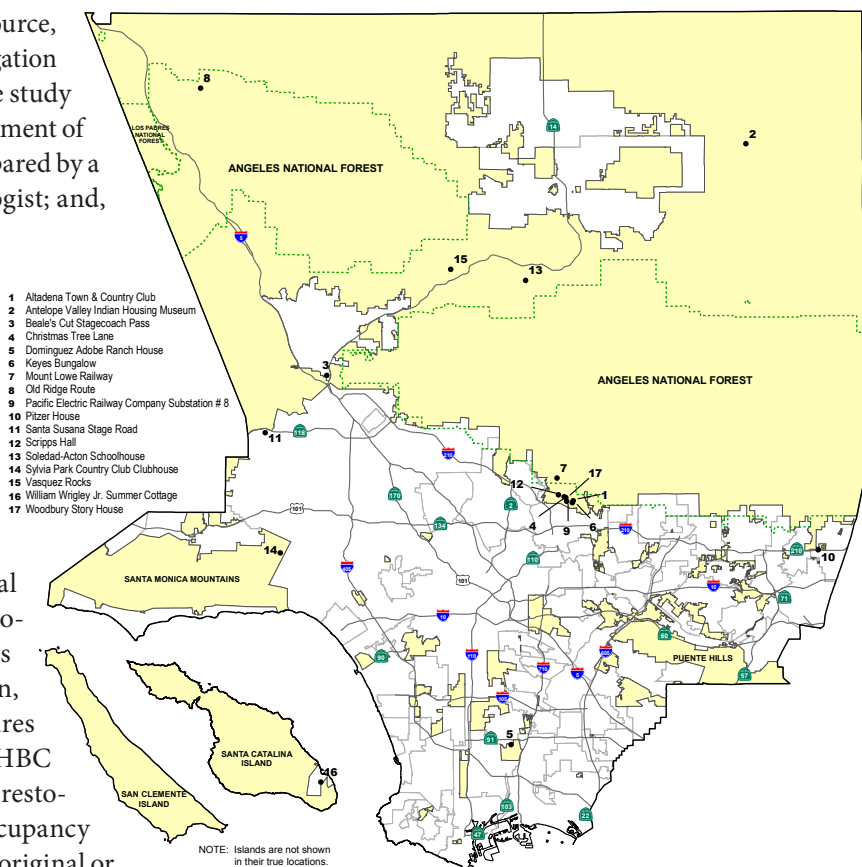 ource,
gation
e study
ment of
pared by a
gist; and,
1 Altadena Town & Country Club
2 Antelope Valley Indian Housing Museum
3 Beale's Cut Stagecoach Pass
4 Christmas Tree Lane
5 Dominguez Adobe Ranch House
6 Keyes Bungalow
7 Mount Lowe Railway
8 Old Ridge Route
9 Pacific Electric Railway Company Substation # 8
10 Pitzer House
11 Santa Susana Stage Road
12 Scripps Hall
13 Soledad-Acton Schoolhouse
14 Sylvia Park Country Club Clubhouse
15 Vasquez Rocks
16 William Wrigley Jr. Summer Cottage
17 Woodbury Story House
al
o-
s
n,
ures
HBC
resto-
cupancy
original or
8
LOS PADRES
NATIONAL
FOREST
ANGELES NATIONAL FOREST
14
2
5
15
13
3
ANGELES NATIONAL FOREST
11
118
210
7
17
12
1
170
2
101
134
4
9
6
210
210
10
110
14
SANTA MONICA MOUNTAINS
405
101
10
71
10
60
90
110
710
5
605
PUENTE HILLS
57
105
91
5
SANTA CATALINA
ISLAND
16
SAN CLEMENTE
ISLAND
103
22
47
NOTE: Islands are not shown
in their true locations.